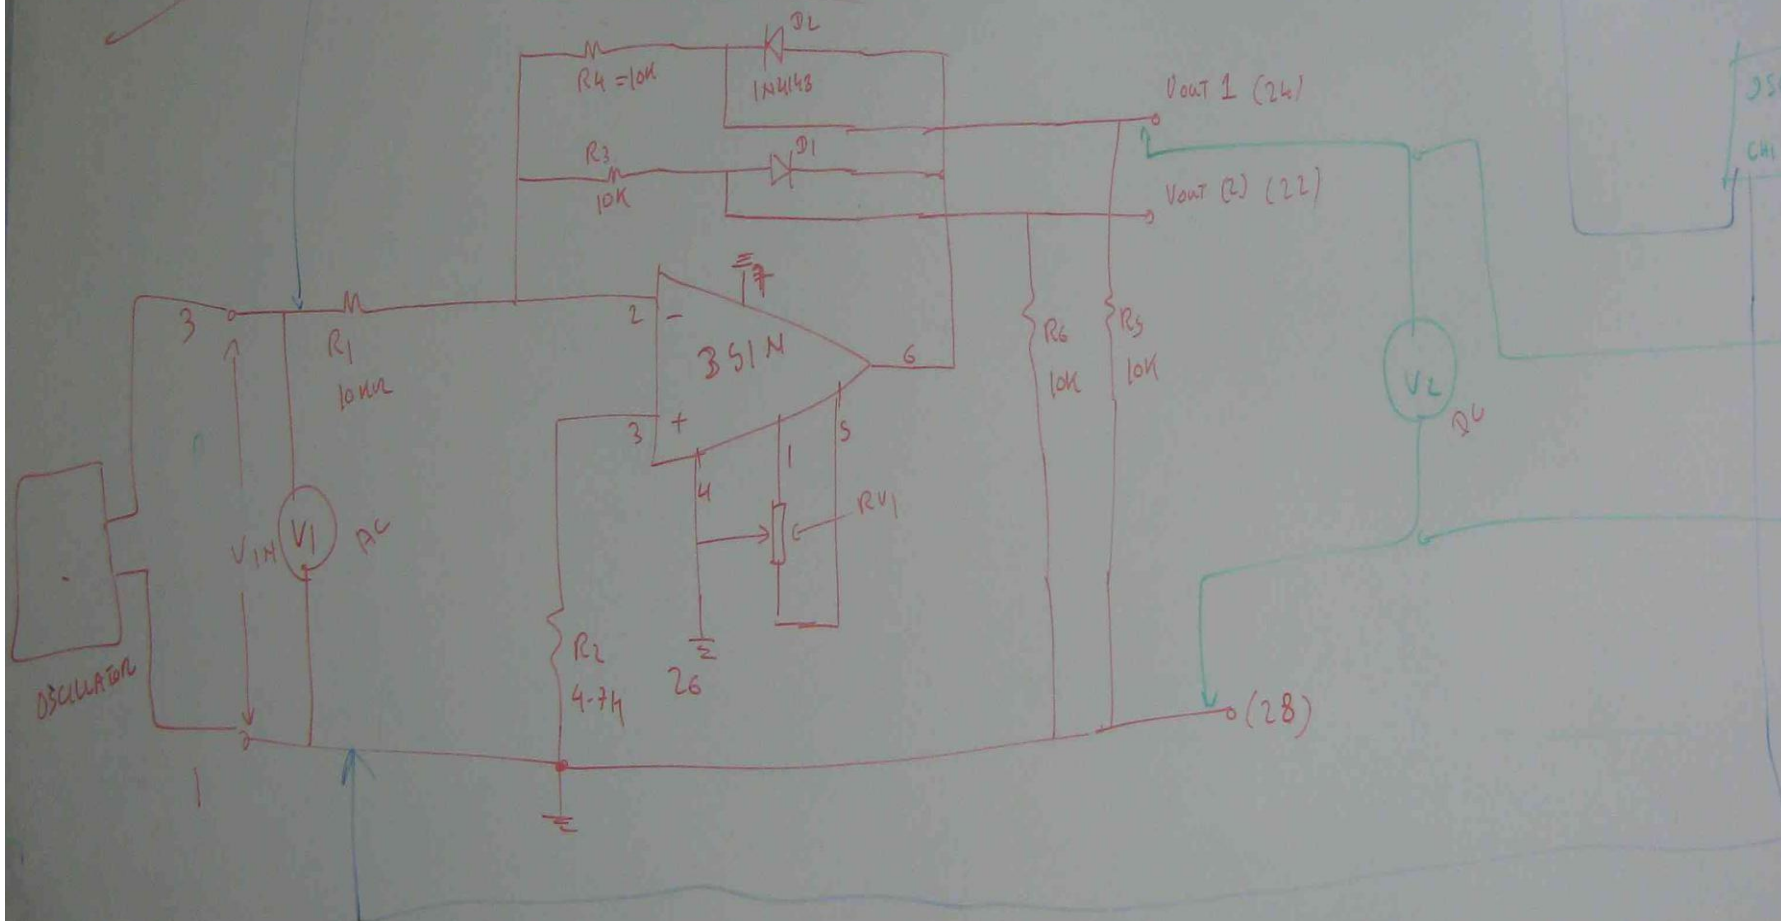 D2
R4 = 10K
1N4148
Vout 1 (24)
R3
10K
D1
Vout (2) (22)
CH1
7
3
R1
10KΩ
2
-
351N
6
R6
10K
R5
10K
V2
DC
3
+
4
1
5
RV1
VIN
V1
AC
OSCILLATOR
R2
4.7K
26
(28)
1